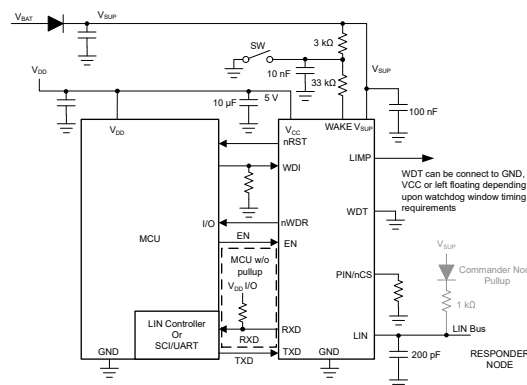 VBAT
VSUP
SW
3 kΩ
10 nF
33 kΩ
VSUP
VDD
10 µF
5 V
100 nF
VDD
VCC
WAKE VSUP
nRST
LIMP
WDI
WDT can be connect to GND,
VCC or left floating depending
upon watchdog window timing
requirements
I/O
nWDR
WDT
MCU
EN
EN
MCU w/o
pullup
VDD I/O
VSUP
Commander Node
Pullup
PIN/nCS
1 kΩ
LIN Controller
Or
SCI/UART
RXD
RXD
LIN
LIN Bus
GND
TXD
TXD
GND
200 pF
RESPONDER
NODE